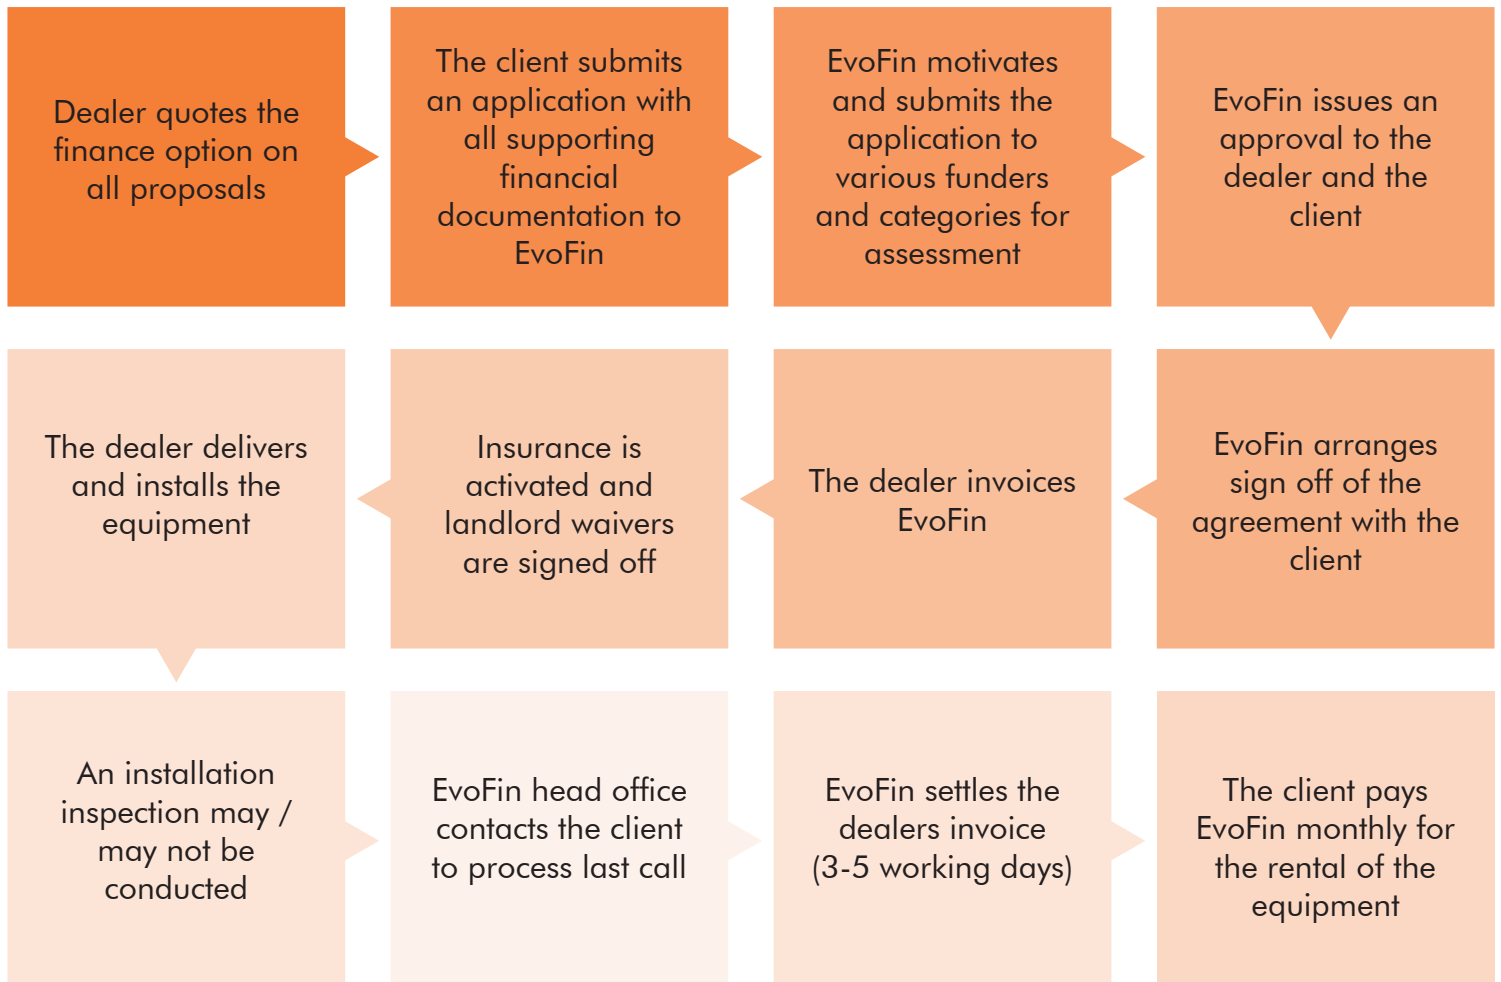 Dealer quotes the
finance option on
all proposals
The client submits
an application with
all supporting
financial
documentation to
EvoFin
EvoFin motivates
and submits the
application to
various funders
and categories for
assessment
EvoFin issues an
approval to the
dealer and the
client
EvoFin arranges
sign off of the
agreement with the
client
The dealer invoices
EvoFin
Insurance is
activated and
landlord waivers
are signed off
The dealer delivers
and installs the
equipment
An installation
inspection may /
may not be
conducted
EvoFin head office
contacts the client
to process last call
EvoFin settles the
dealers invoice
(3-5 working days)
The client pays
EvoFin monthly for
the rental of the
equipment